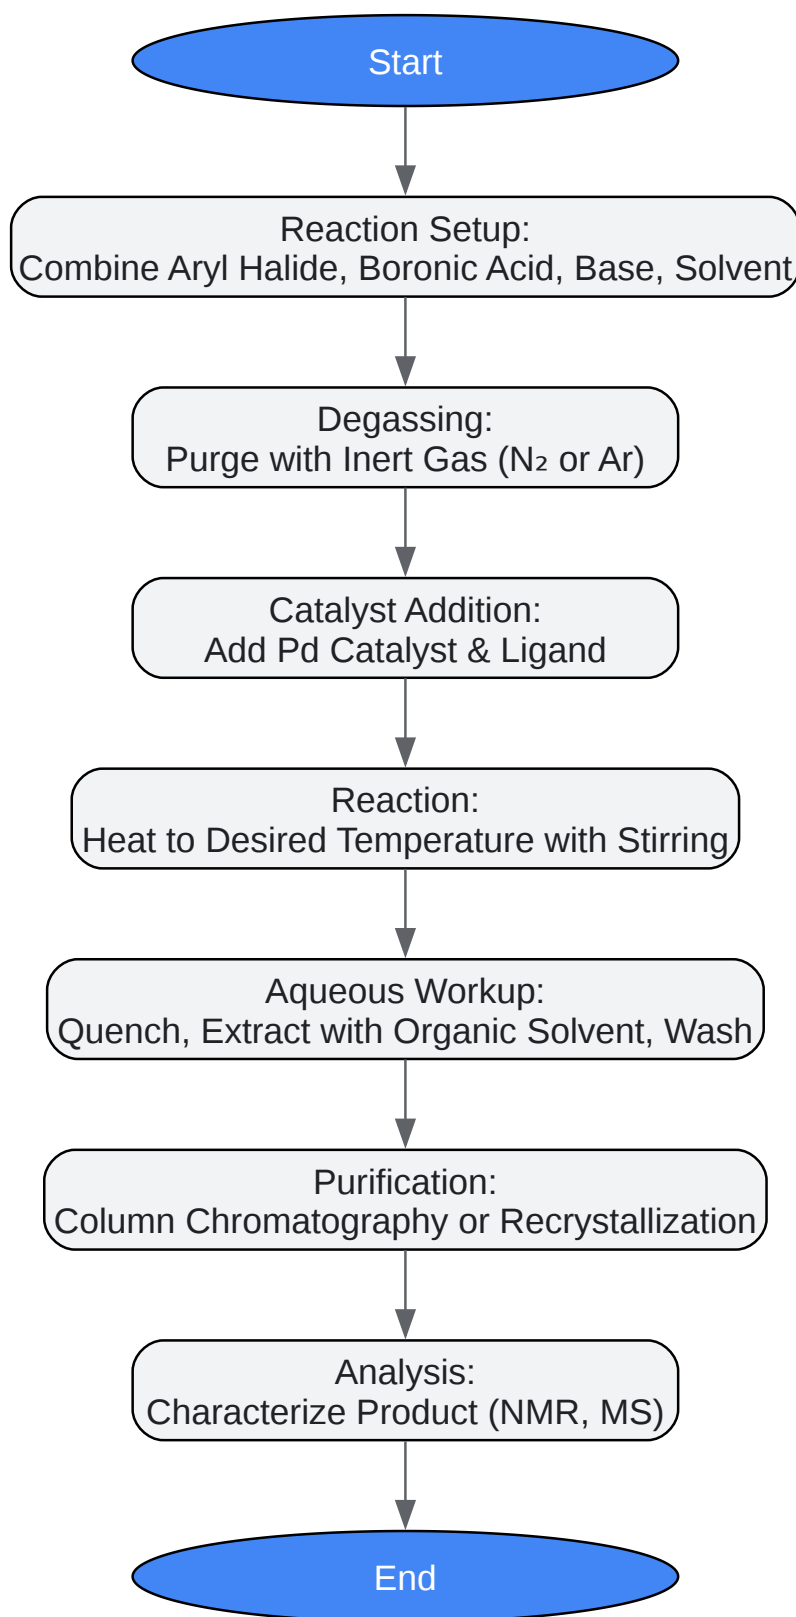 Start
Reaction Setup:
Combine Aryl Halide, Boronic Acid, Base, Solvent
Degassing:
Purge with Inert Gas (N₂ or Ar)
Catalyst Addition:
Add Pd Catalyst & Ligand
Reaction:
Heat to Desired Temperature with Stirring
Aqueous Workup:
Quench, Extract with Organic Solvent, Wash
Purification:
Column Chromatography or Recrystallization
Analysis:
Characterize Product (NMR, MS)
End